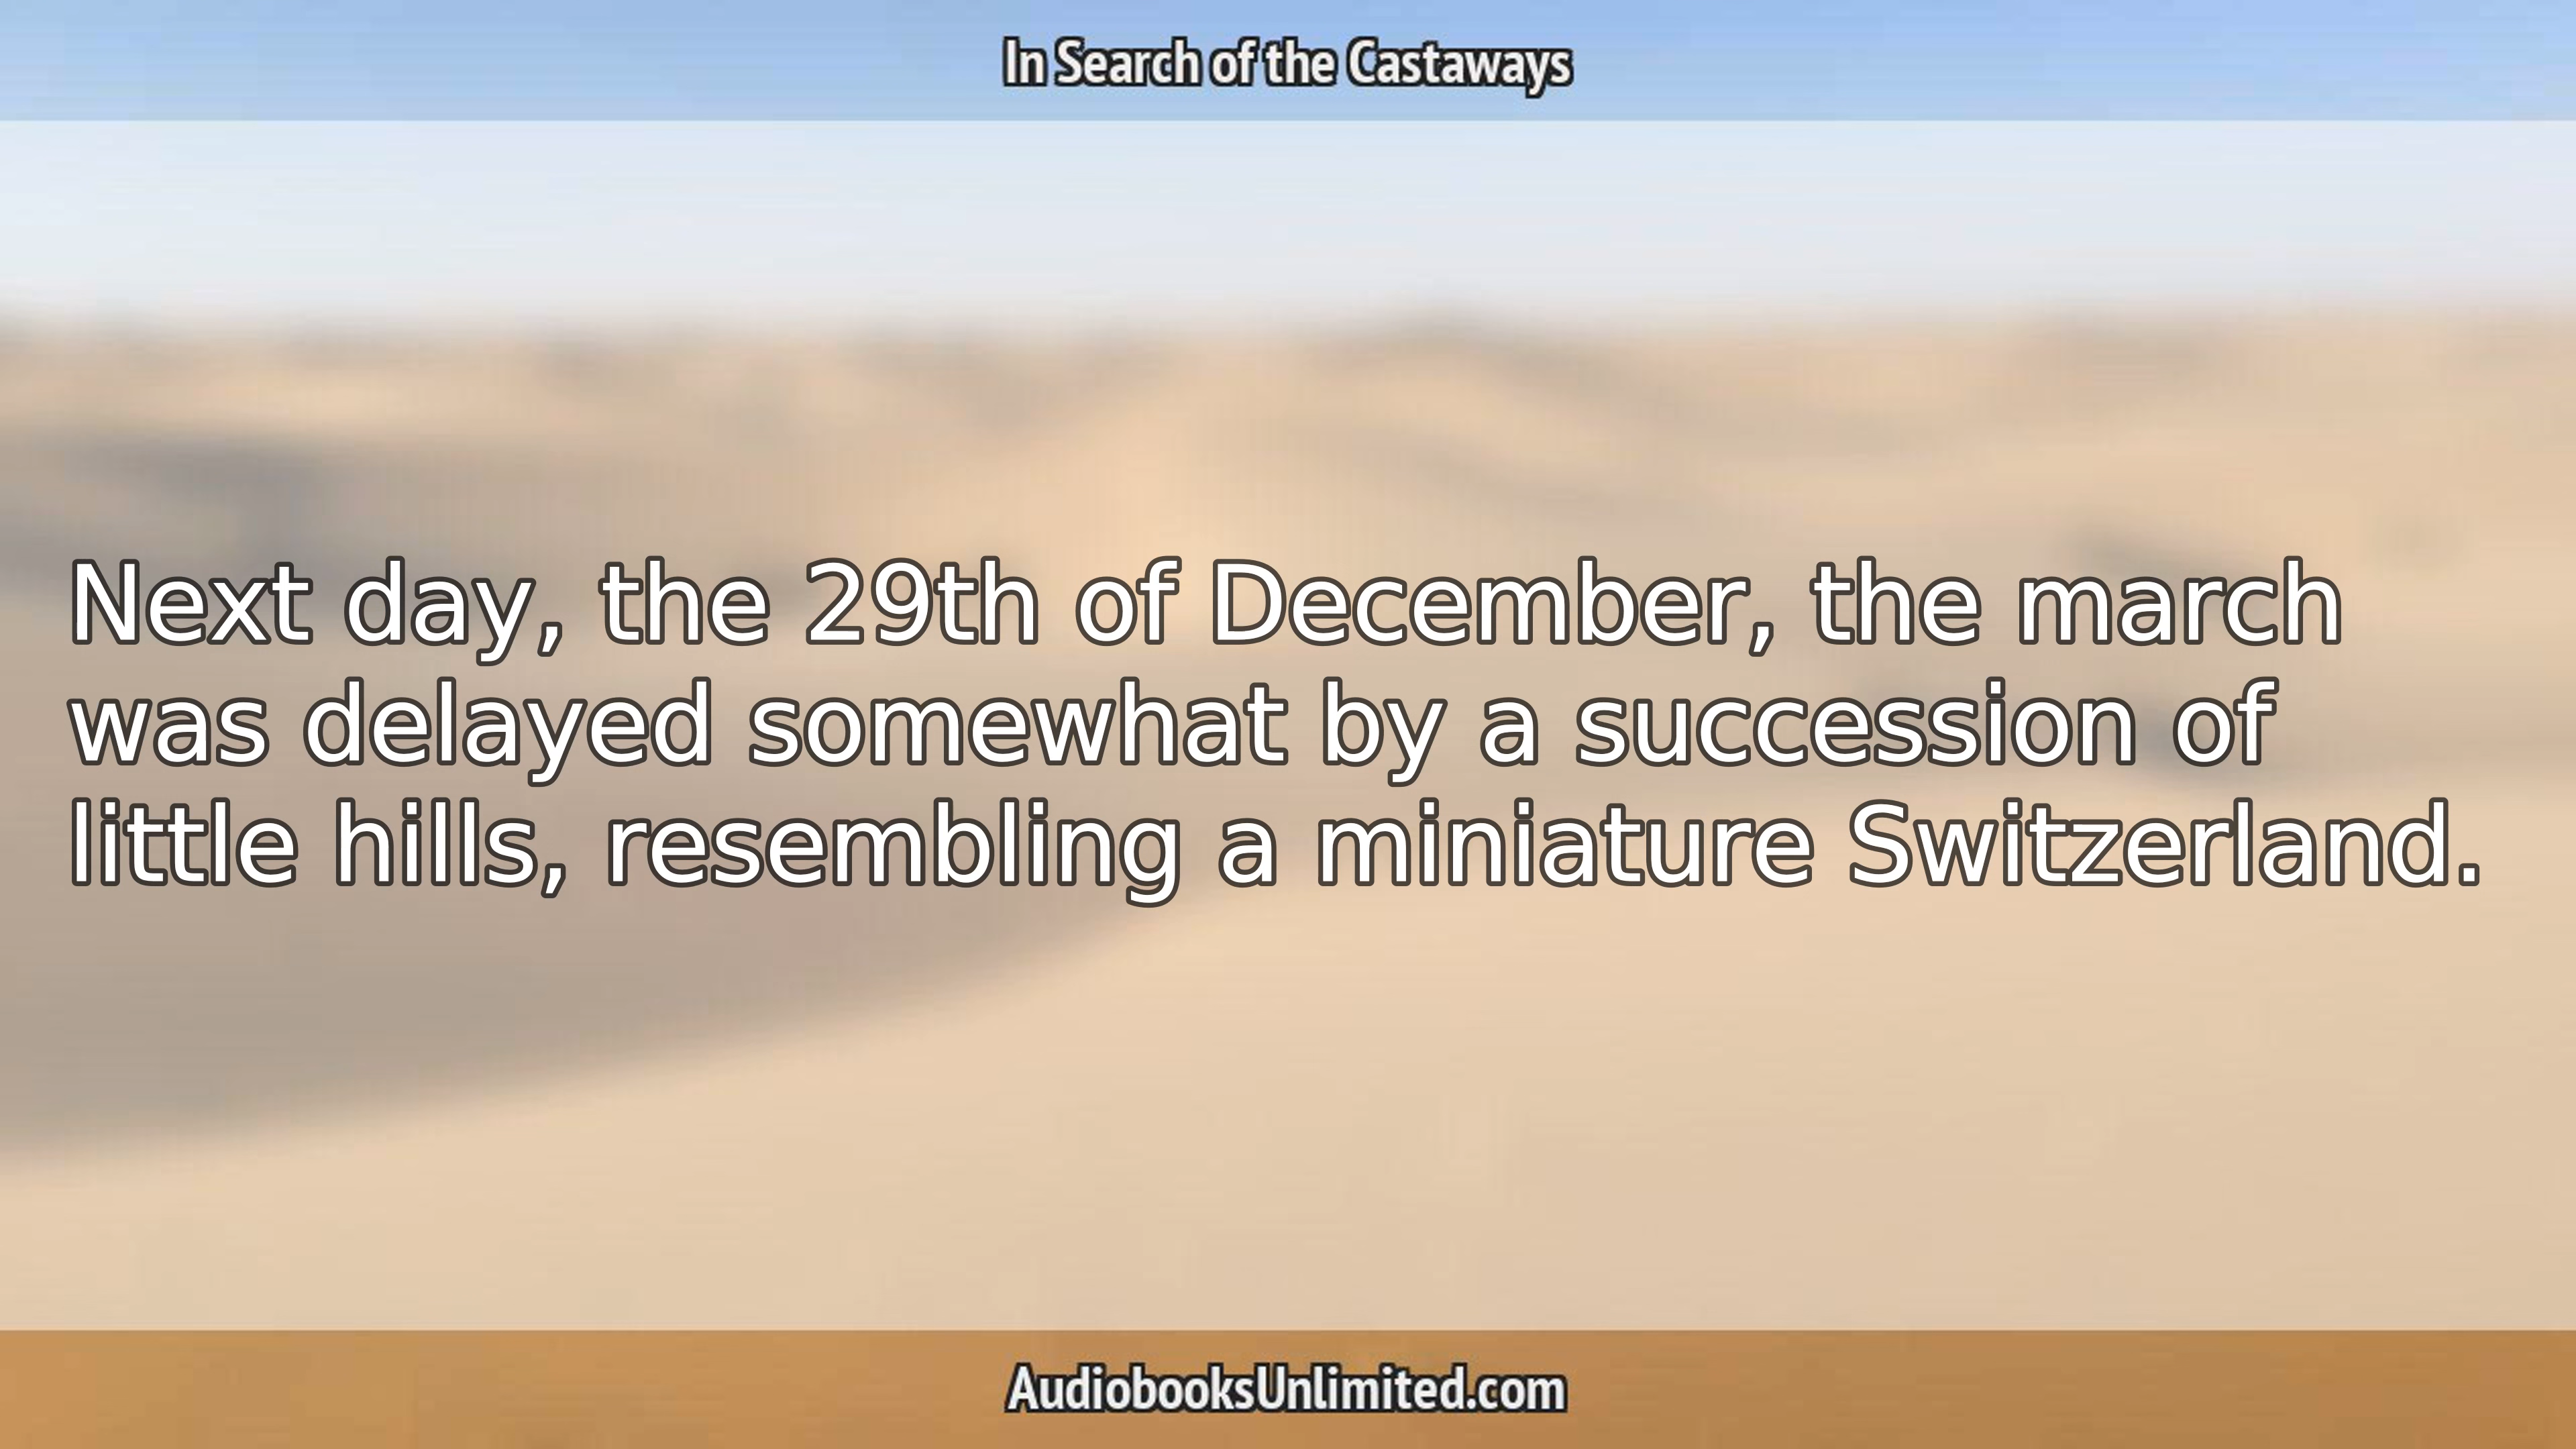 In Search of the Castaways
Next day, the 29th of December, the march
was delayed somewhat by a succession of
little hills, resembling a miniature Switzerland.
AudiobooksUnlimited.com